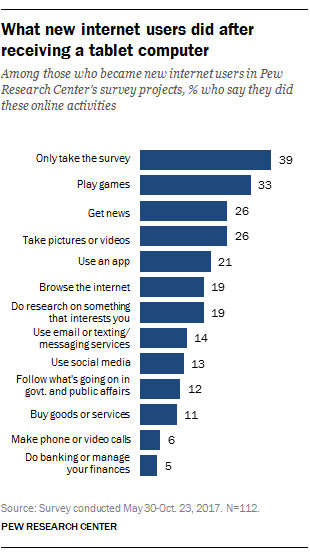 What new internet users did after
receiving a tablet computer
Among those who became new internet users in Pew
Research Center's survey projects, % who say they did
these online activities
Only take the survey 39
Play games 33
Get news 26
Take pictures or videos 26
Use an app 21
Browse the internet 19
Do research on something
that interests you 19
Use email or texting/
messaging services 14
Use social media 13
Follow what's going on in
govt. and public affairs 12
Buy goods or services 11
Make phone or video calls 6
Do banking or manage
your finances 5
Source: Survey conducted May 30-Oct. 23, 2017. N=112.
PEW RESEARCH CENTER